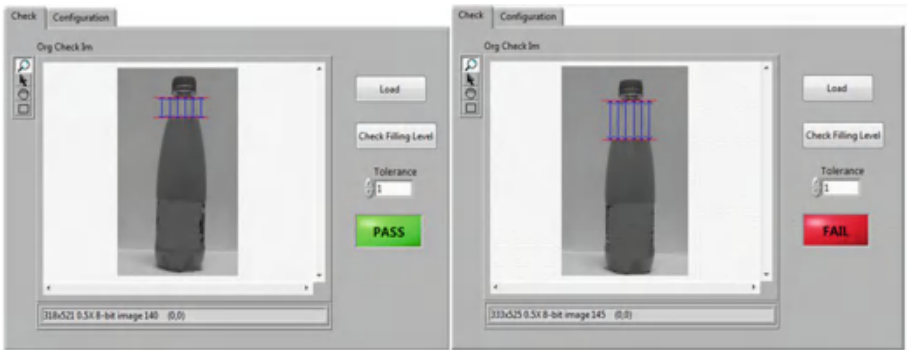 Check Configuration
Org Check Im
Load
Check Filling Level
Tolerance
1
PASS
318x521 0.5X 8-bit image 140 (0,0)
Check Configuration
Org Check Im
Load
Check Filling Level
Tolerance
1
FAIL
333x525 0.5X 8-bit image 145 (0,0)